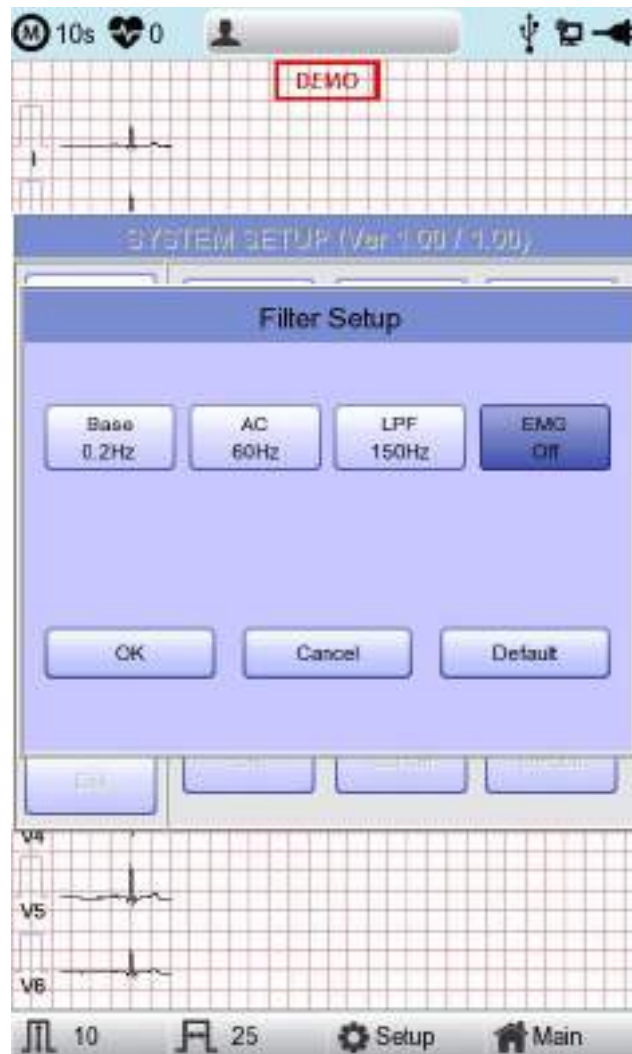 M 10s 0
DEMO
I
SYSTEM SETUP (Ver 1.00 / 1.00)
Filter Setup
Base AC LPF EMG
0.2Hz 60Hz 150Hz Off
OK Cancel Default
V4
V5
V6
10 25 Setup Main